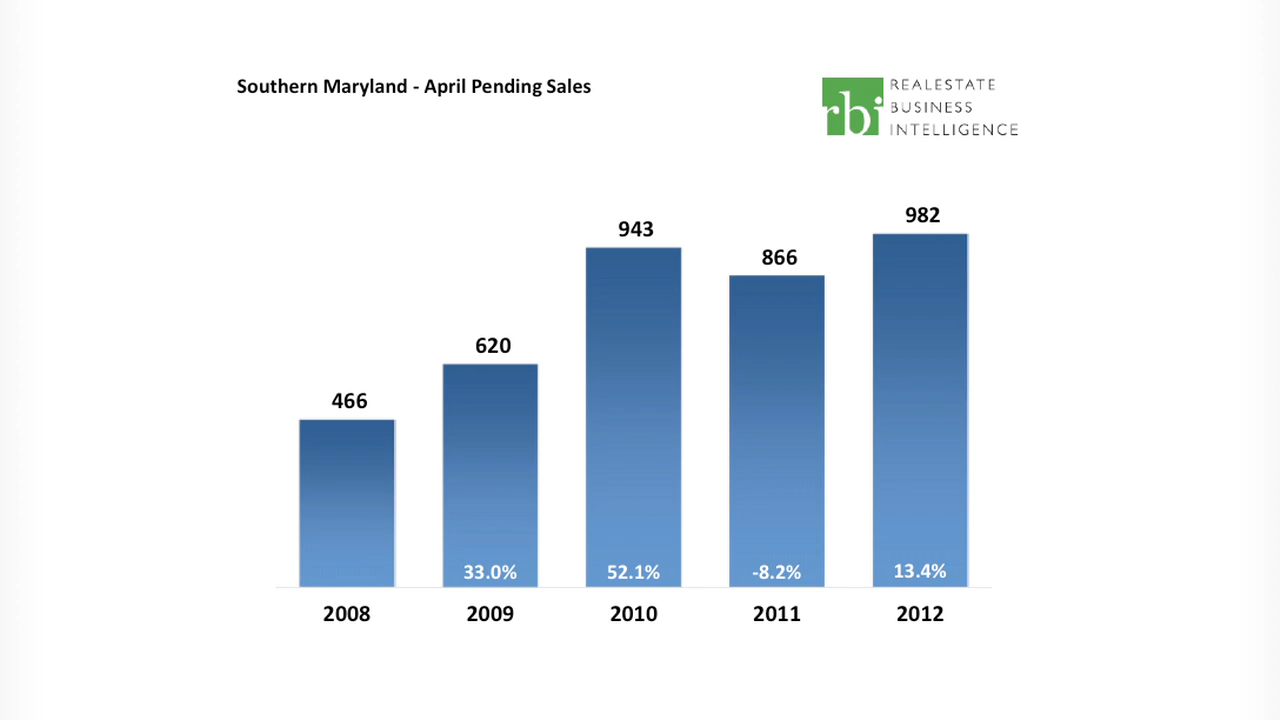 Southern Maryland - April Pending Sales
rbi
REALESTATE
BUSINESS
INTELLIGENCE
982
943
866
620
466
33.0%
52.1%
-8.2%
13.4%
2008 2009 2010 2011 2012